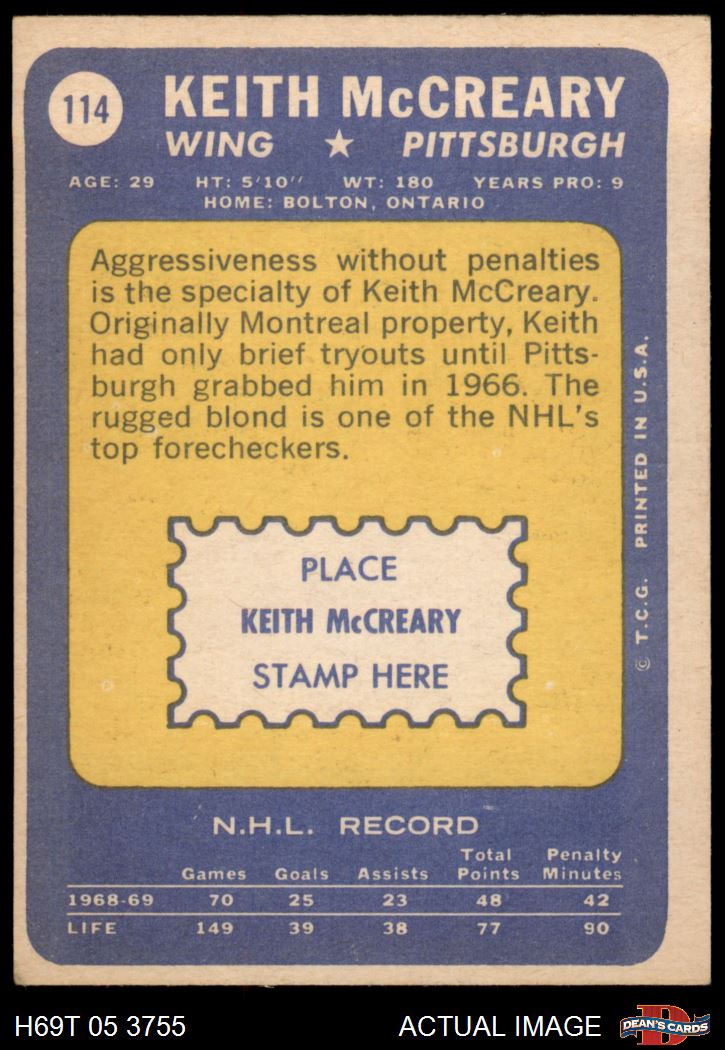 114
KEITH McCREARY
WING ★ PITTSBURGH
AGE: 29 HT: 5'10" WT: 180 YEARS PRO: 9
HOME: BOLTON, ONTARIO
Aggressiveness without penalties
is the specialty of Keith McCreary.
Originally Montreal property, Keith
had only brief tryouts until Pitts-
burgh grabbed him in 1966. The
rugged blond is one of the NHL's
top forecheckers.
PLACE
KEITH McCREARY
STAMP HERE
© T.C.G. PRINTED IN U.S.A.
N.H.L. RECORD
Games Goals Assists Total Points Penalty Minutes
1968-69 70 25 23 48 42
LIFE 149 39 38 77 90
H69T 05 3755 ACTUAL IMAGE
D
DEAN'S CARDS